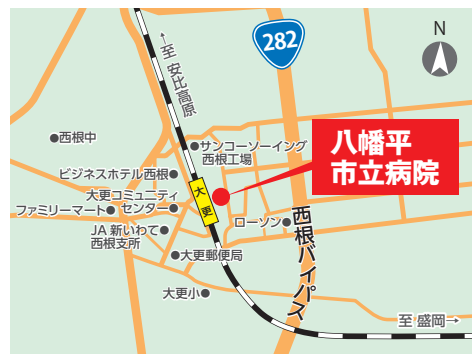 282
N
←至 安比高原
西根中
サンコーソーイング
西根工場
八幡平
市立病院
ビジネスホテル西根
大更コミュニティ
センター
大更
ファミリーマート
ローソン
JA新いわて
西根支所
西根バイパス
大更郵便局
大更小
至 盛岡→